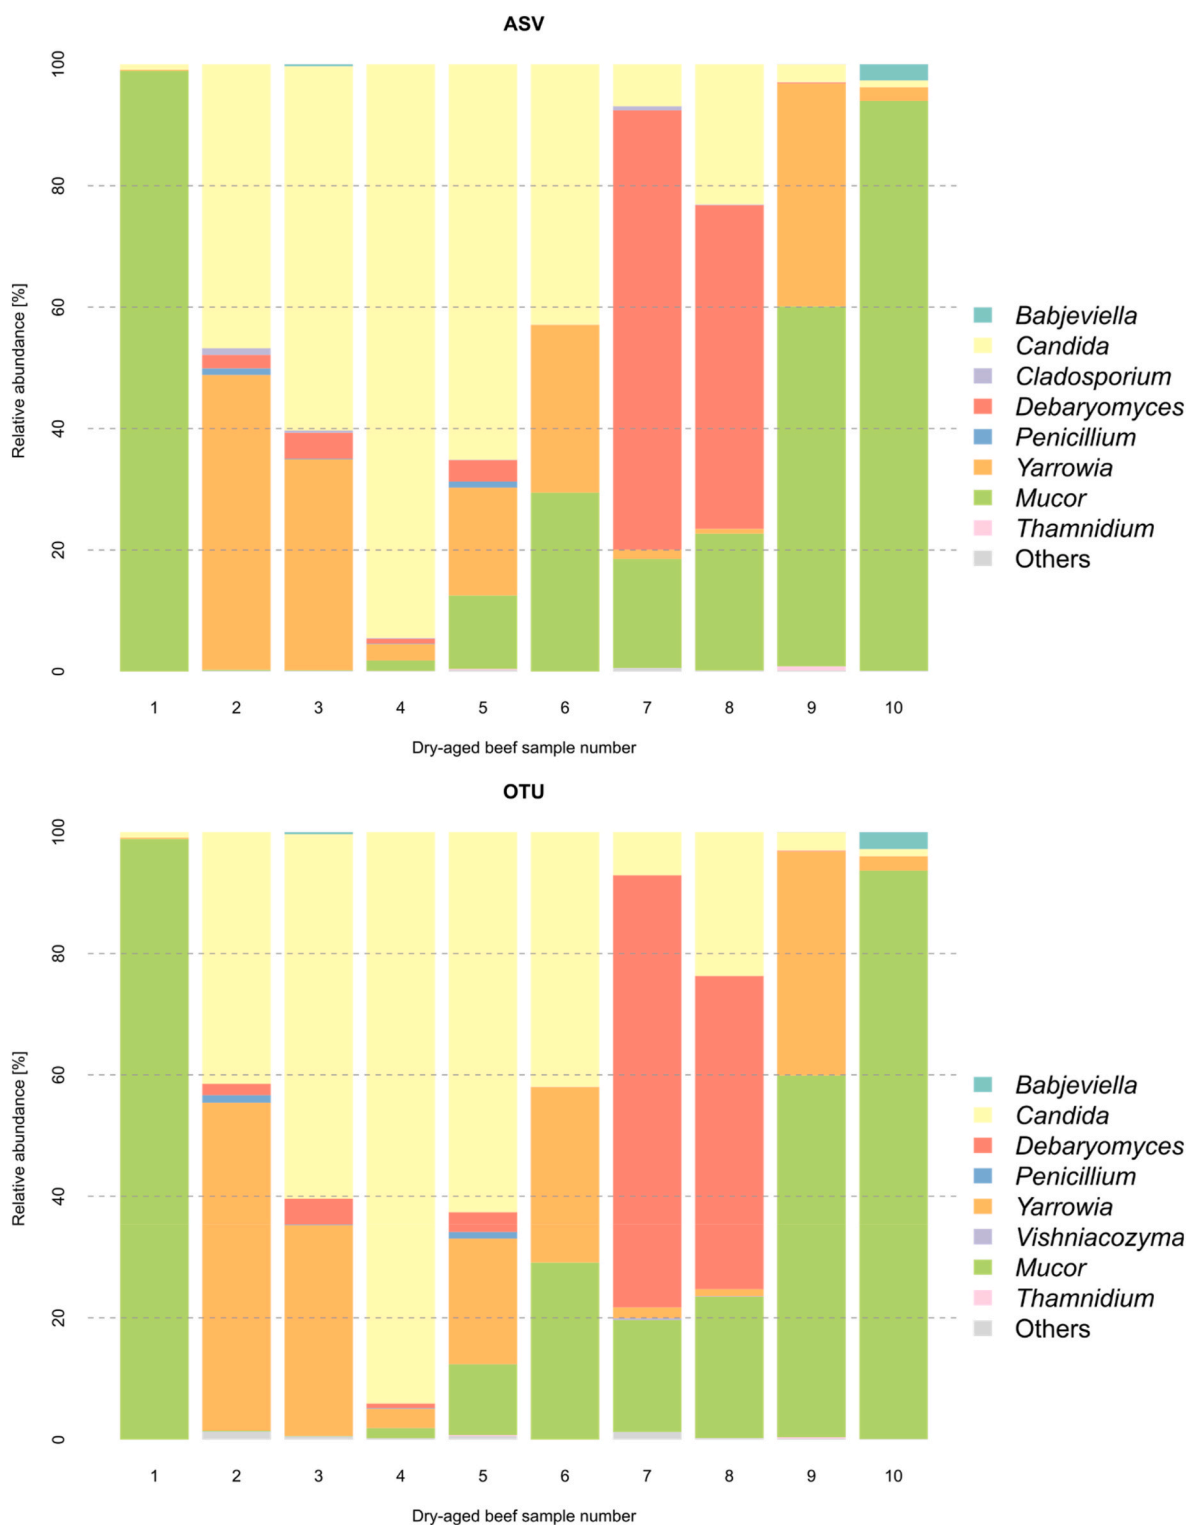 ASV
Relative abundance [%]
100
80
60
40
20
0
1 2 3 4 5 6 7 8 9 10
Dry-aged beef sample number
Babjeviella
Candida
Cladosporium
Debaryomyces
Penicillium
Yarrowia
Mucor
Thamnidium
Others
OTU
Relative abundance [%]
100
80
60
40
20
0
1 2 3 4 5 6 7 8 9 10
Dry-aged beef sample number
Babjeviella
Candida
Debaryomyces
Penicillium
Yarrowia
Vishniacozyma
Mucor
Thamnidium
Others